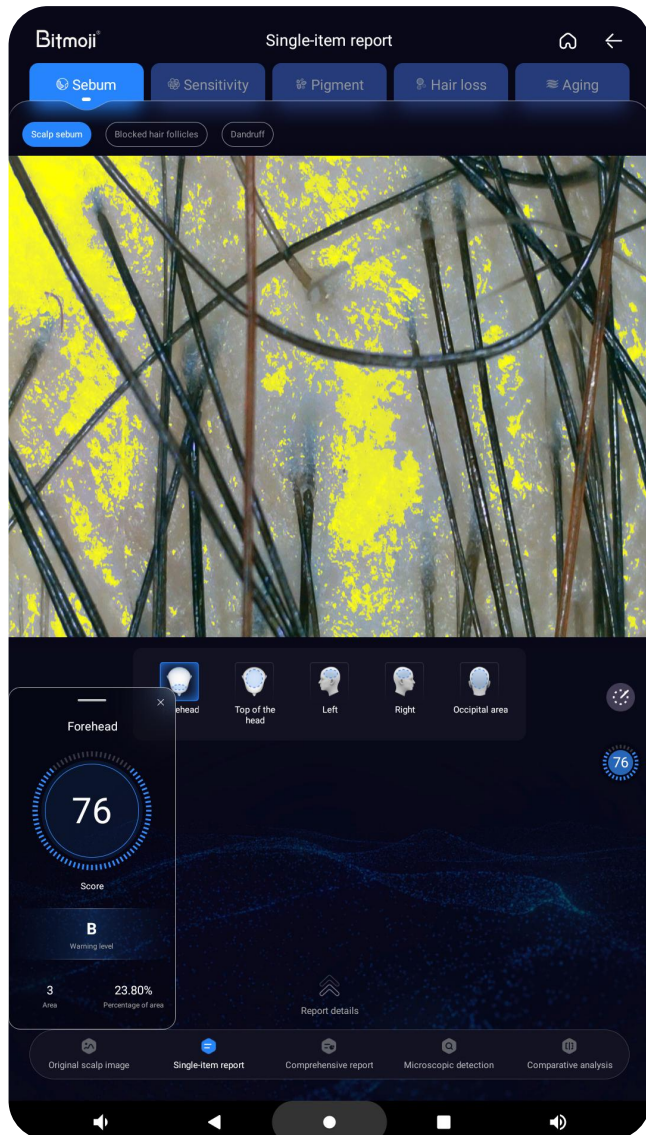 Bitmoji®
Single-item report
Sebum
Sensitivity
Pigment
Hair loss
Aging
Scalp sebum
Blocked hair follicles
Dandruff
ehead
Top of the
head
Left
Right
Occipital area
Forehead
76
Score
B
Warning level
3
Area
23.80%
Percentage of area
76
Report details
Original scalp image
Single-item report
Comprehensive report
Microscopic detection
Comparative analysis